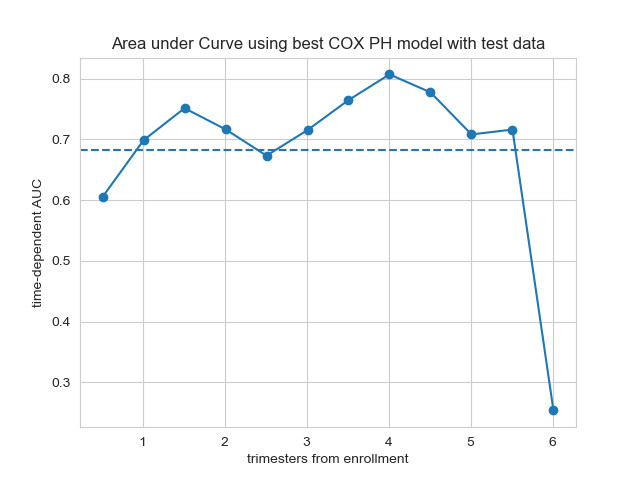 Area under Curve using best COX PH model with test data
time-dependent AUC
0.8
0.7
0.6
0.5
0.4
0.3
1 2 3 4 5 6
trimesters from enrollment